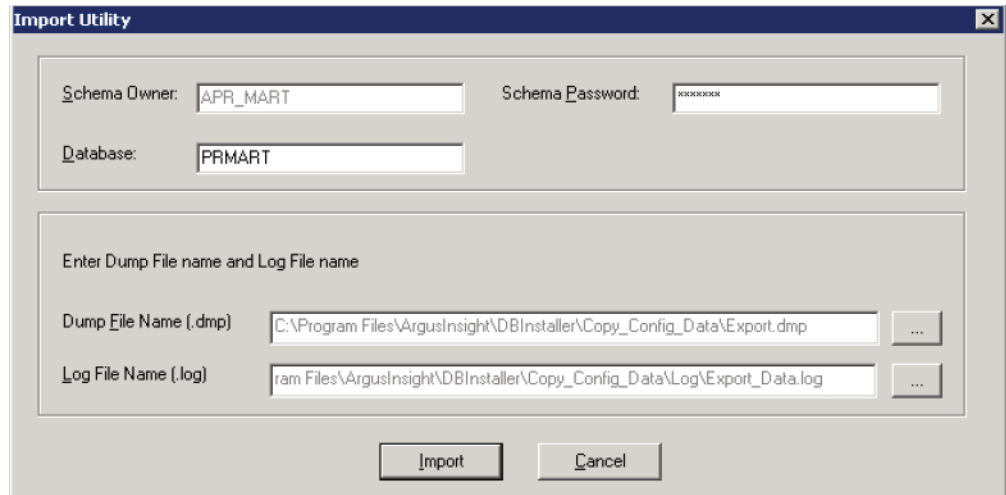 Import Utility
Schema Owner: APR_MART Schema Password: *******
Database: PRMART
Enter Dump File name and Log File name
Dump File Name (.dmp) C:\Program Files\ArgusInsight\DBInstaller\Copy_Config_Data\Export.dmp ...
Log File Name (.log) ram Files\ArgusInsight\DBInstaller\Copy_Config_Data\Log\Export_Data.log ...
Import Cancel